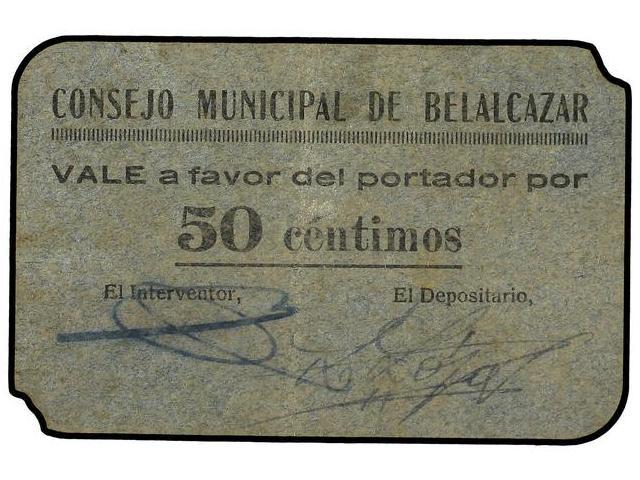 CONSEJO MUNICIPAL DE BELALCAZAR
VALE a favor del portador por
50 céntimos
El Interventor, El Depositario,